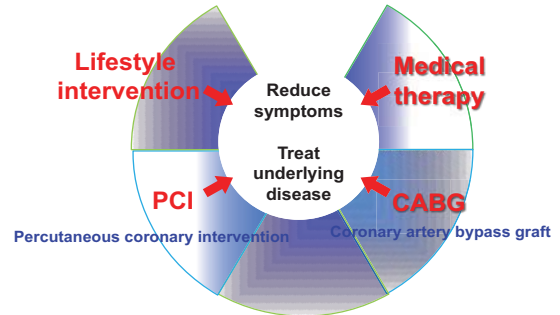 Lifestyle
intervention
Medical
therapy
Reduce
symptoms
Treat
underlying
disease
PCI
CABG
Percutaneous coronary intervention
Coronary artery bypass graft